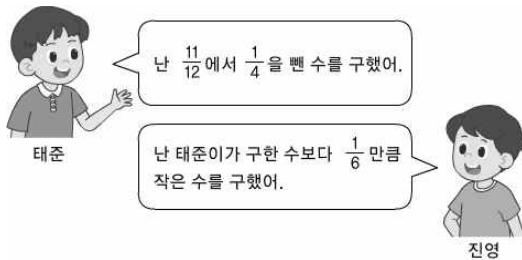 난 11/12에서 1/4을 뺀 수를 구했어.
태준
난 태준이가 구한 수보다 1/6만큼
작은 수를 구했어.
진영